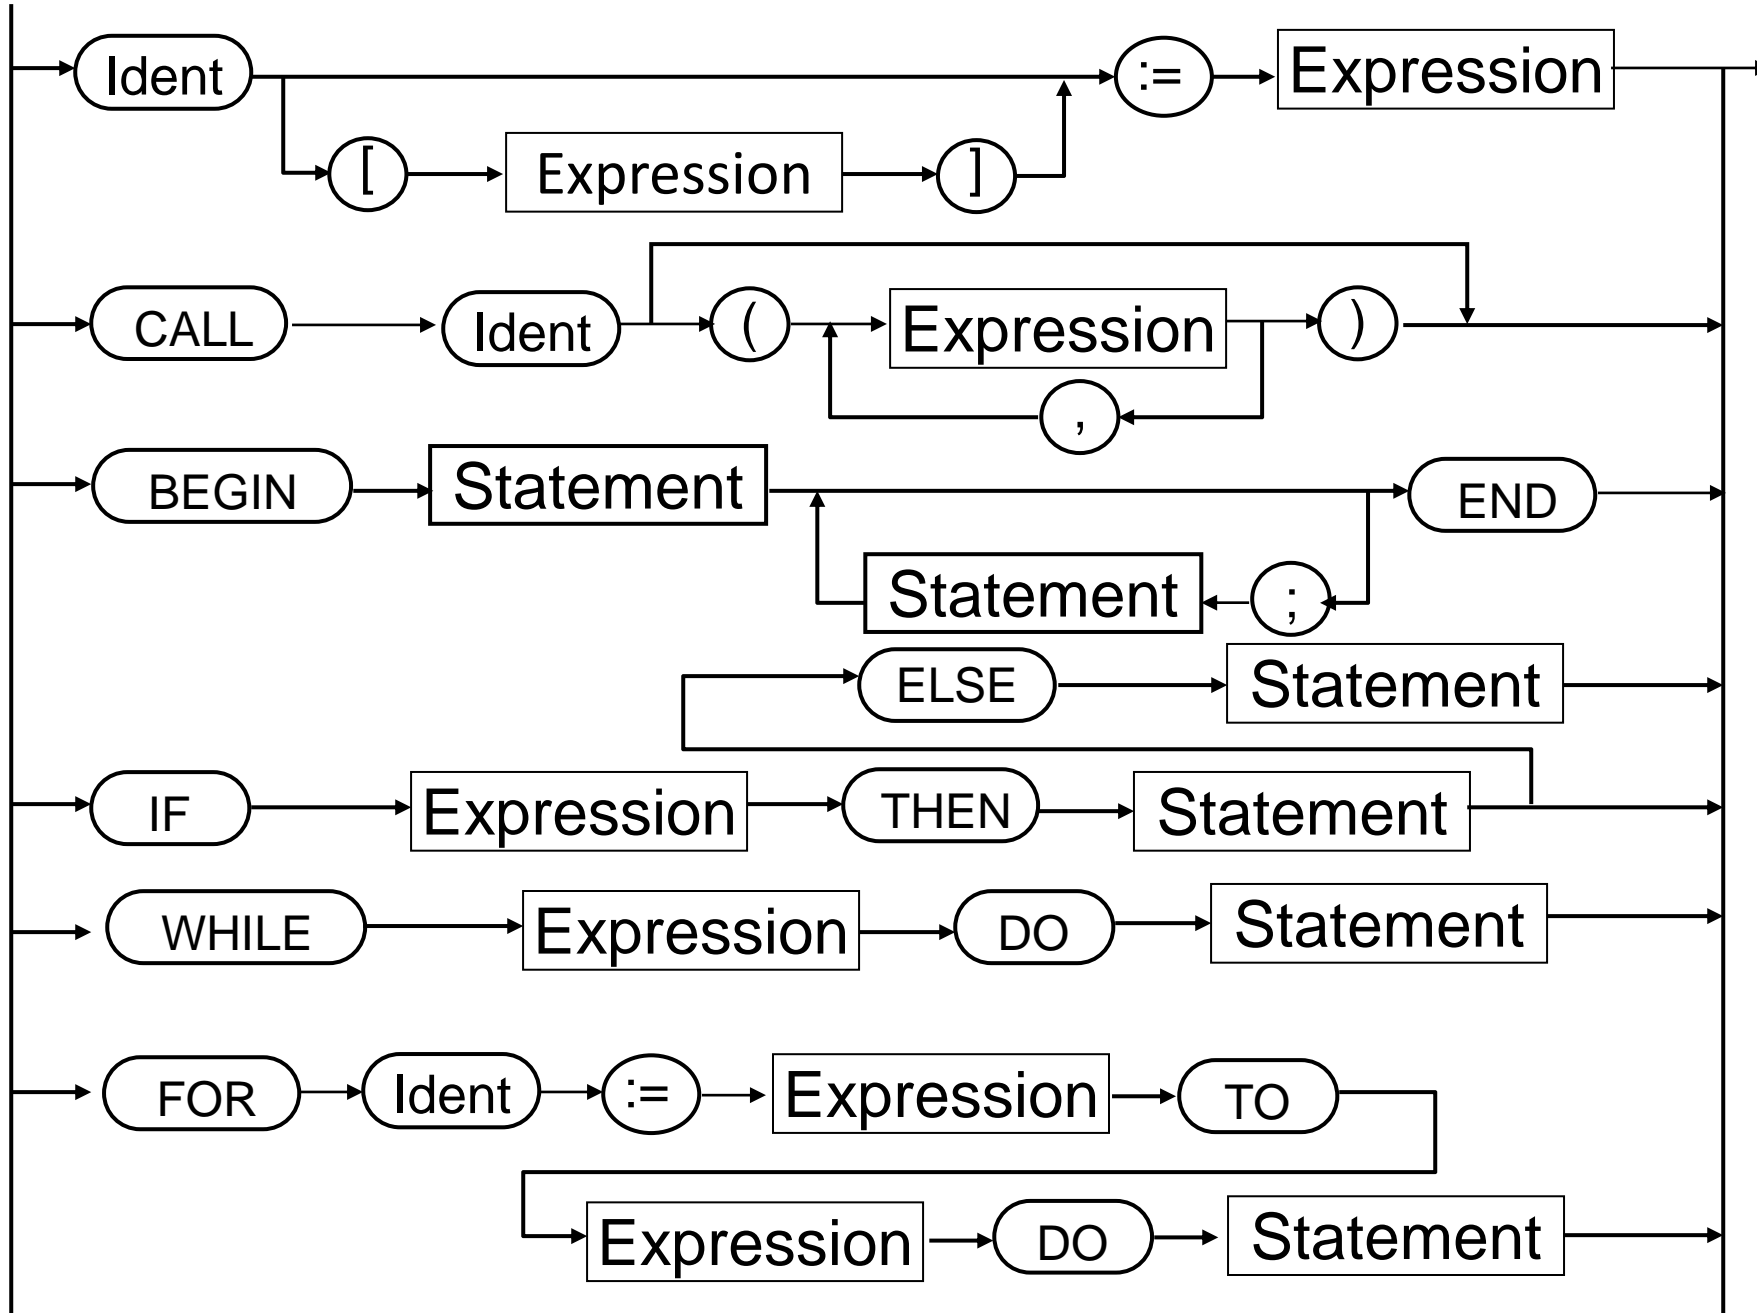 Ident := Expression
[ Expression ]
CALL Ident ( Expression )
,
BEGIN Statement END
Statement ;
ELSE Statement
IF Expression THEN Statement
WHILE Expression DO Statement
FOR Ident := Expression TO
Expression DO Statement